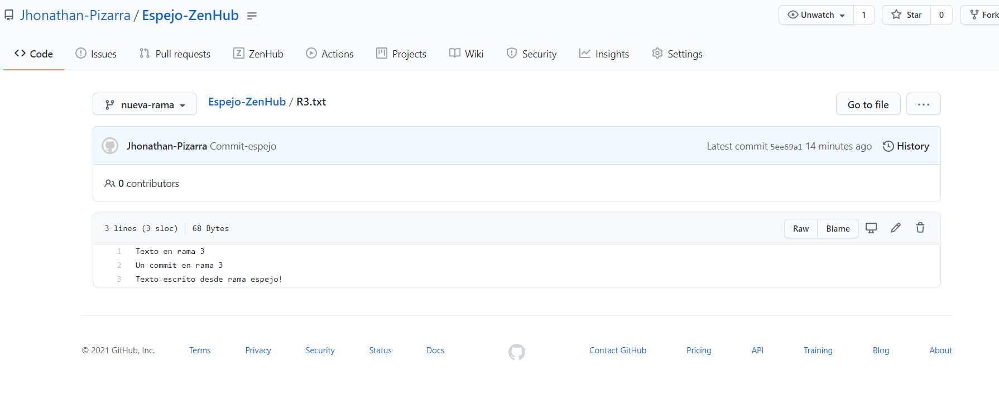 Jhonathan-Pizarra / Espejo-ZenHub
Unwatch 1 Star 0 Fork
Code Issues Pull requests ZenHub Actions Projects Wiki Security Insights Settings
nueva-rama Espejo-ZenHub / R3.txt Go to file ...
Jhonathan-Pizarra Commit-espejo Latest commit 5ee69a1 14 minutes ago History
0 contributors
3 lines (3 sloc) 68 Bytes Raw Blame
1 Texto en rama 3
2 Un commit en rama 3
3 Texto escrito desde rama espejo!
© 2021 GitHub, Inc. Terms Privacy Security Status Docs Contact GitHub Pricing API Training Blog About